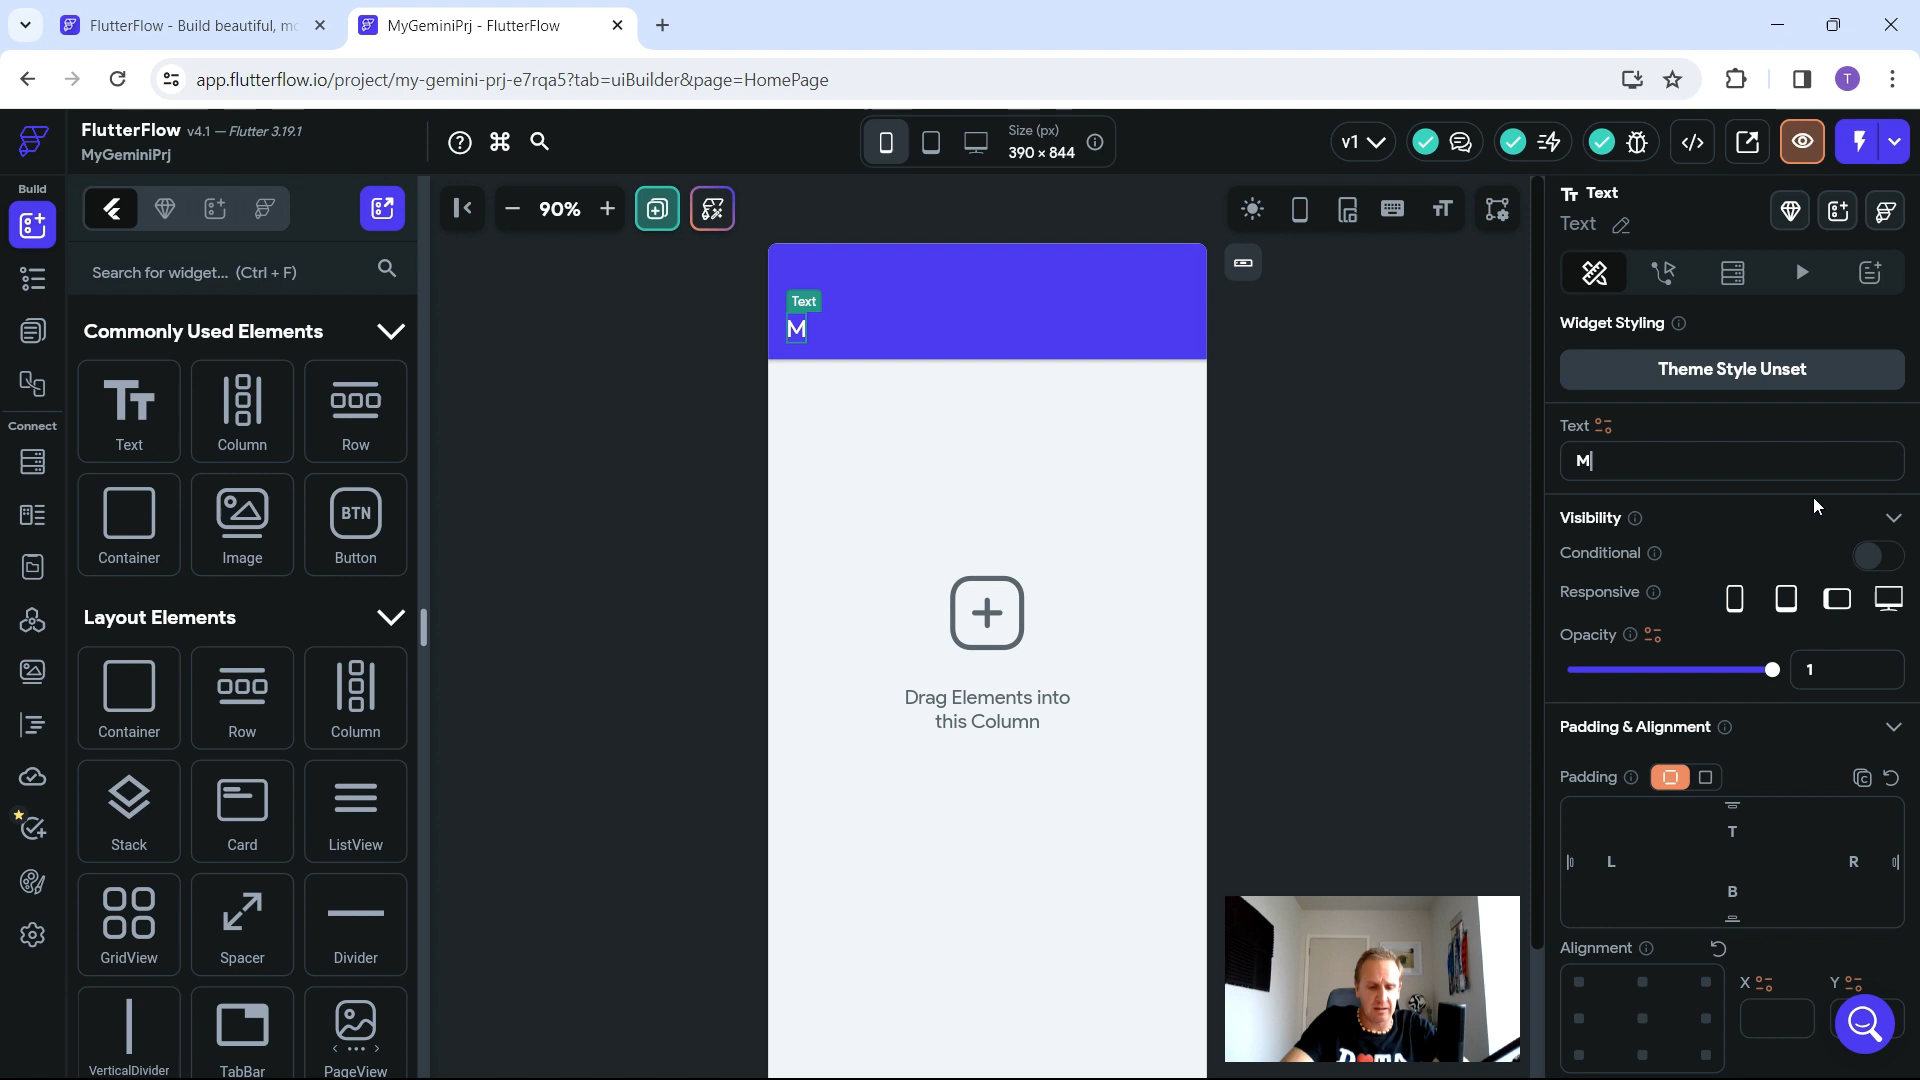 FlutterFlow - Build beautiful, mo
MyGeminiPrj - FlutterFlow
app.flutterflow.io/project/my-gemini-prj-e7rqa5?tab=uiBuilder&page=HomePage
T
FlutterFlow v4.1 — Flutter 3.19.1
MyGeminiPrj
Size (px)
390 × 844
v1
Build
90%
Search for widget... (Ctrl + F)
Commonly Used Elements
Text
Column
Row
Container
Image
BTN
Button
Connect
Layout Elements
Container
Row
Column
Stack
Card
ListView
GridView
Spacer
Divider
VerticalDivider
TabBar
PageView
Text
M
Drag Elements into
this Column
Text
Text
Widget Styling
Theme Style Unset
Text
M
Visibility
Conditional
Responsive
Opacity
1
Padding & Alignment
Padding
T
L
R
B
Alignment
X
Y